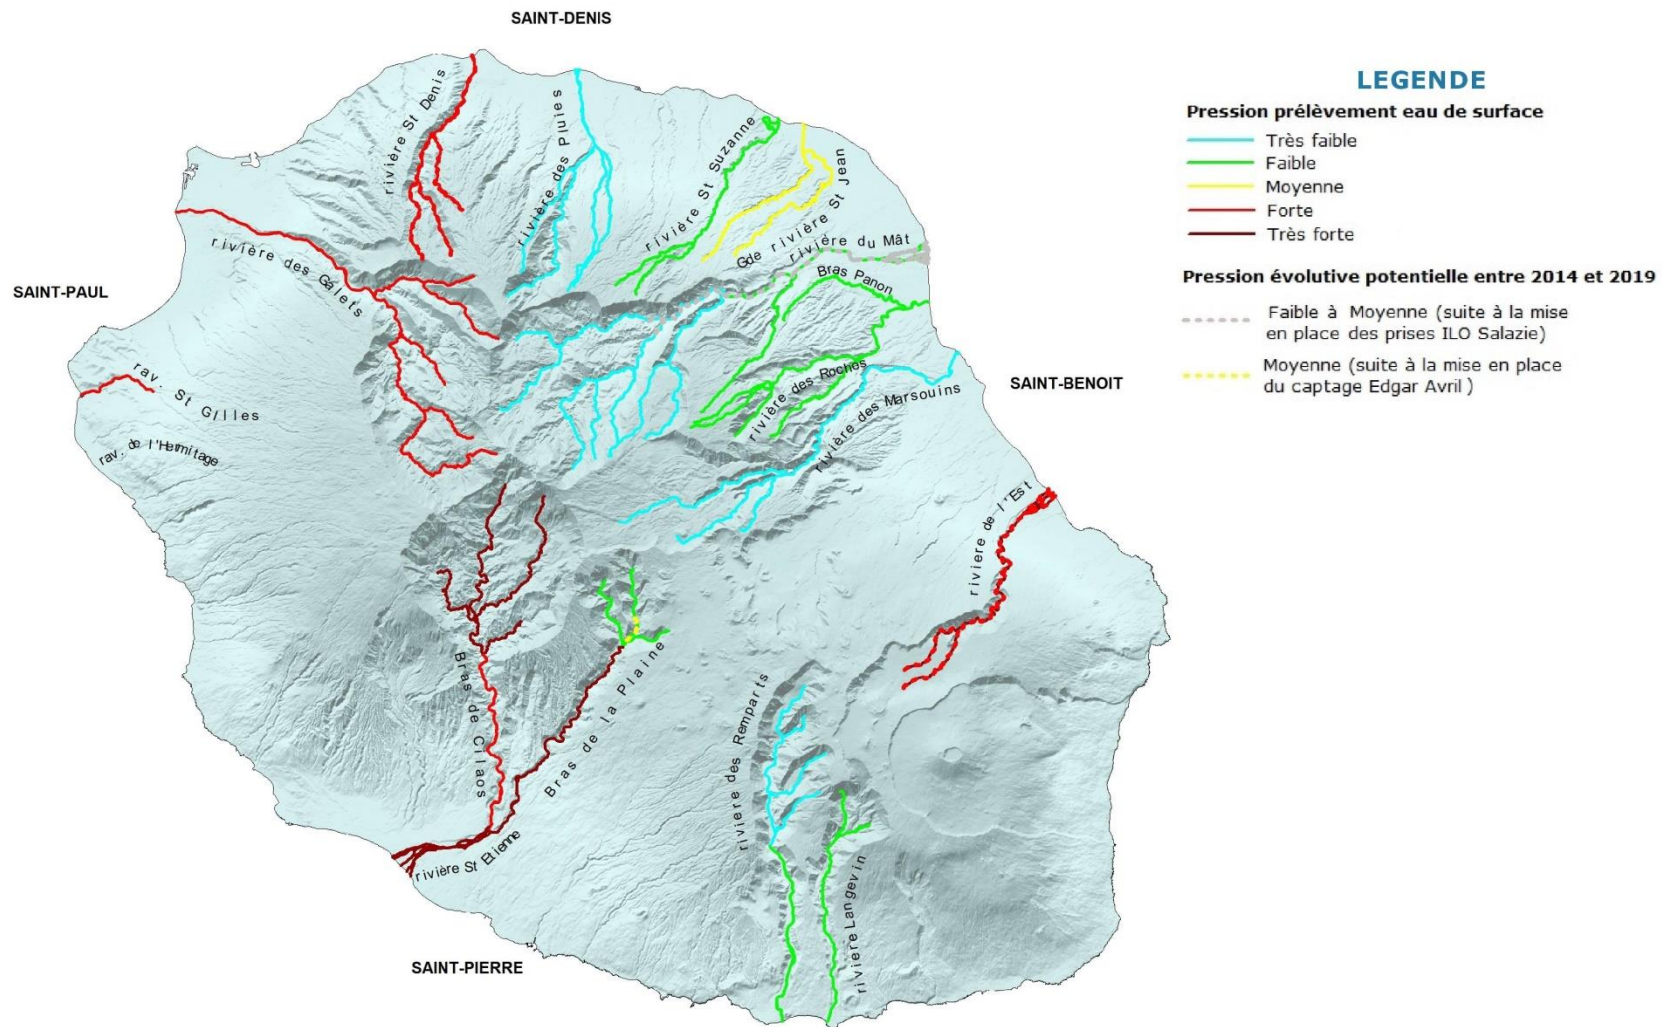 SAINT-DENIS
LEGENDE
Pression prélèvement eau de surface
Très faible
Faible
Moyenne
Forte
Très forte
Pression évolutive potentielle entre 2014 et 2019
Faible à Moyenne (suite à la mise
en place des prises ILO Salazie)
Moyenne (suite à la mise en place
du captage Edgar Avril )
rivière St Denis
rivière des Pluies
rivière St Suzanne
Gde rivière St Jean
rivière du Mât
Bras Panon
rivière des Galets
SAINT-PAUL
rav. St Gilles
rav. de l'Hermitage
rivière des Roches
rivière des Marsouins
SAINT-BENOIT
riviere de l'Est
Bras de Cilaos
Bras de la Plaine
rivière St Etienne
riviere des Remparts
riviere Langevin
SAINT-PIERRE